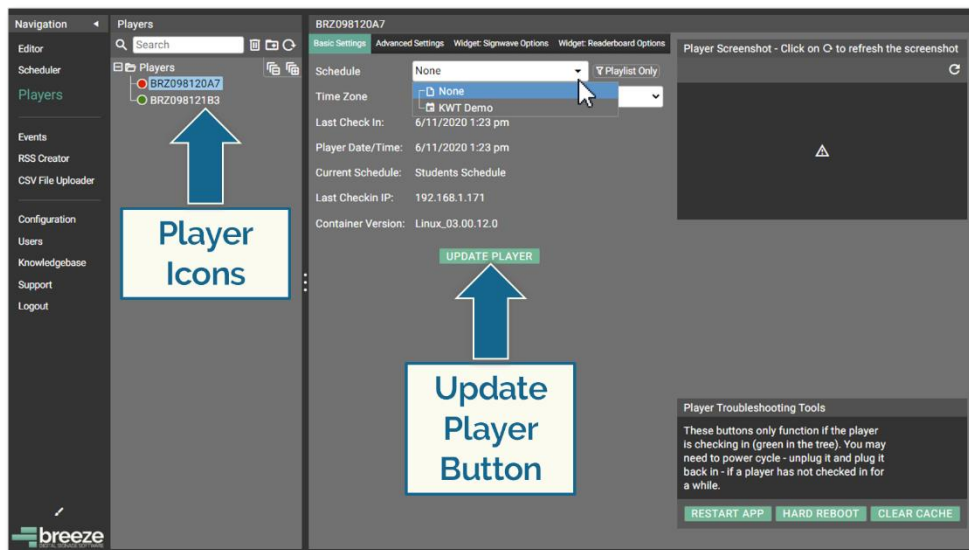 Navigation
Editor
Scheduler
Players
Events
RSS Creator
CSV File Uploader
Configuration
Users
Knowledgebase
Support
Logout
breeze
DIGITAL SIGNAGE SOFTWARE
Players
Search
Players
BRZ098120A7
BRZ098121B3
Player
Icons
BRZ098120A7
Basic Settings Advanced Settings Widget: Signwave Options Widget: Readerboard Options
Schedule None Playlist Only
None
KWT Demo
Time Zone
Last Check In: 6/11/2020 1:23 pm
Player Date/Time: 6/11/2020 1:23 pm
Current Schedule: Students Schedule
Last Checkin IP: 192.168.1.171
Container Version: Linux_03.00.12.0
UPDATE PLAYER
Update
Player
Button
Player Screenshot - Click on to refresh the screenshot
Player Troubleshooting Tools
These buttons only function if the player
is checking in (green in the tree). You may
need to power cycle - unplug it and plug it
back in - if a player has not checked in for
a while.
RESTART APP HARD REBOOT CLEAR CACHE